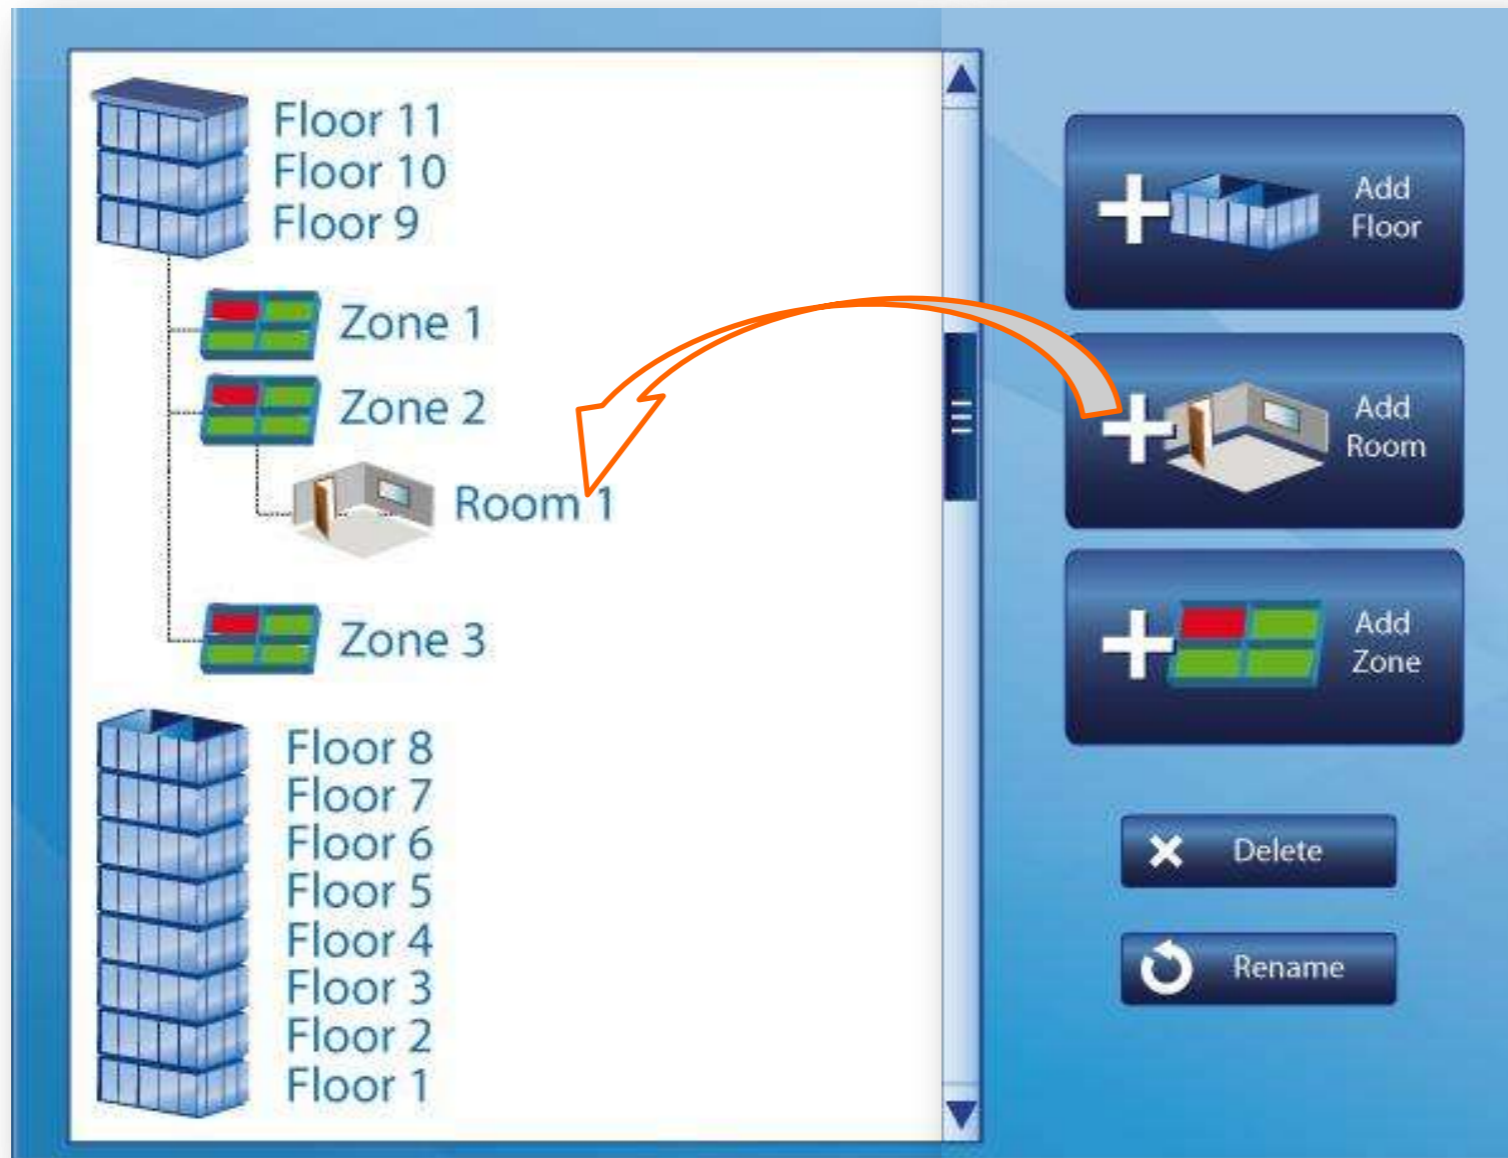 Floor 11
Floor 10
Floor 9
Zone 1
Zone 2
Room 1
Zone 3
Floor 8
Floor 7
Floor 6
Floor 5
Floor 4
Floor 3
Floor 2
Floor 1
Add
Floor
Add
Room
Add
Zone
Delete
Rename